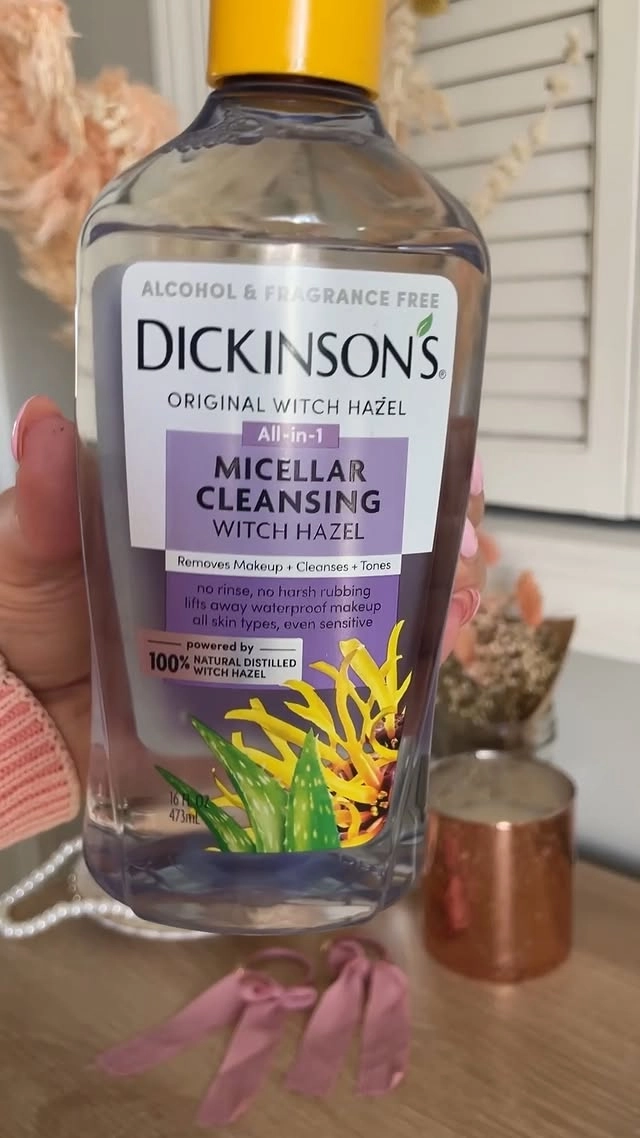 ALCOHOL & FRAGRANCE FREE
DICKINSON'S®
ORIGINAL WITCH HAZEL
All-in-1
MICELLAR
CLEANSING
WITCH HAZEL
Removes Makeup + Cleanses + Tones
no rinse, no harsh rubbing
lifts away waterproof makeup
all skin types, even sensitive
powered by
100% NATURAL DISTILLED
WITCH HAZEL
16 FL OZ
473mL